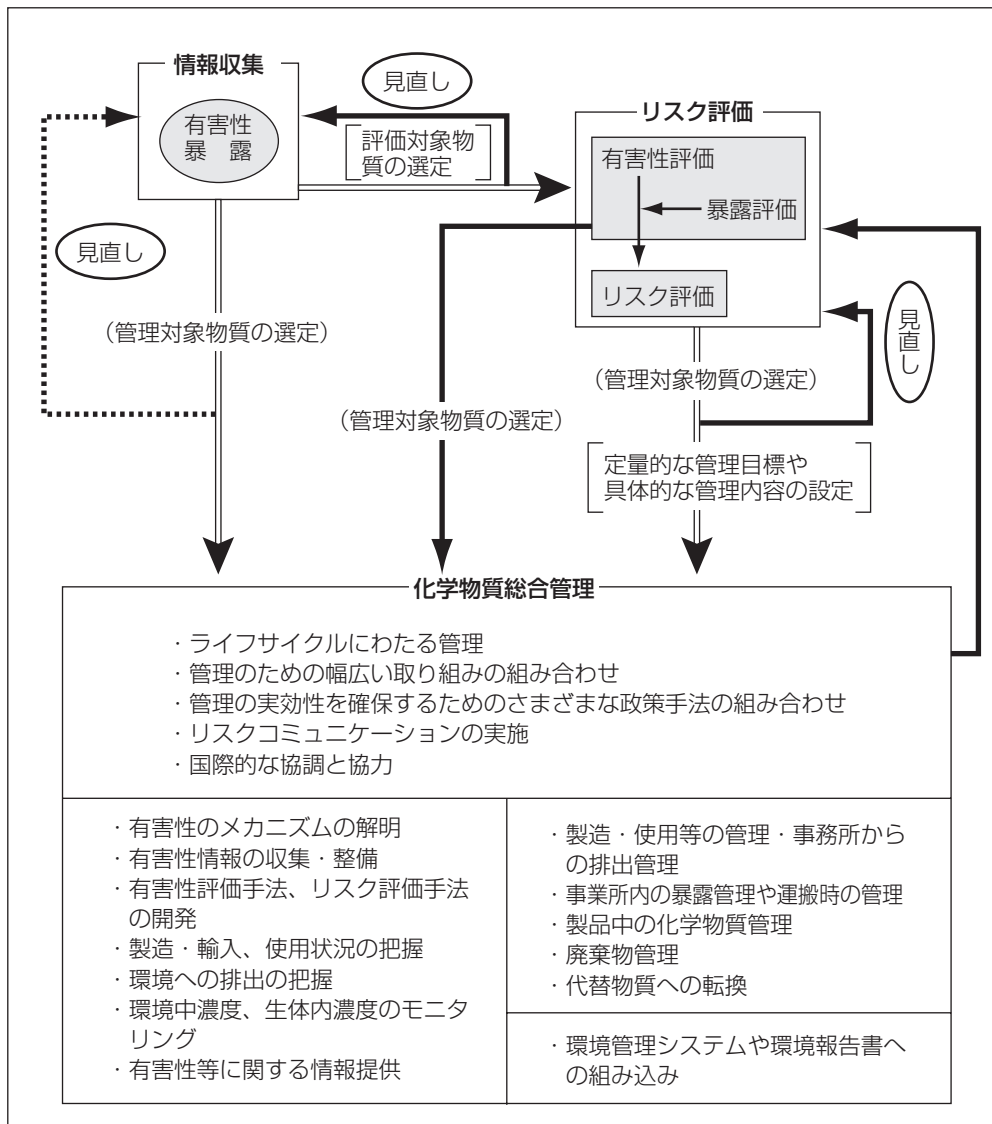 情報収集
有害性
暴　露
見直し
評価対象物
質の選定
リスク評価
有害性評価
暴露評価
リスク評価
見直し
（管理対象物質の選定）
見直し
（管理対象物質の選定）
（管理対象物質の選定）
定量的な管理目標や
具体的な管理内容の設定
化学物質総合管理
・ライフサイクルにわたる管理
・管理のための幅広い取り組みの組み合わせ
・管理の実効性を確保するためのさまざまな政策手法の組み合わせ
・リスクコミュニケーションの実施
・国際的な協調と協力
・有害性のメカニズムの解明
・有害性情報の収集・整備
・有害性評価手法、リスク評価手法
の開発
・製造・輸入、使用状況の把握
・環境への排出の把握
・環境中濃度、生体内濃度のモニタ
リング
・有害性等に関する情報提供
・製造・使用等の管理・事務所から
の排出管理
・事業所内の暴露管理や運搬時の管理
・製品中の化学物質管理
・廃棄物管理
・代替物質への転換
・環境管理システムや環境報告書へ
の組み込み